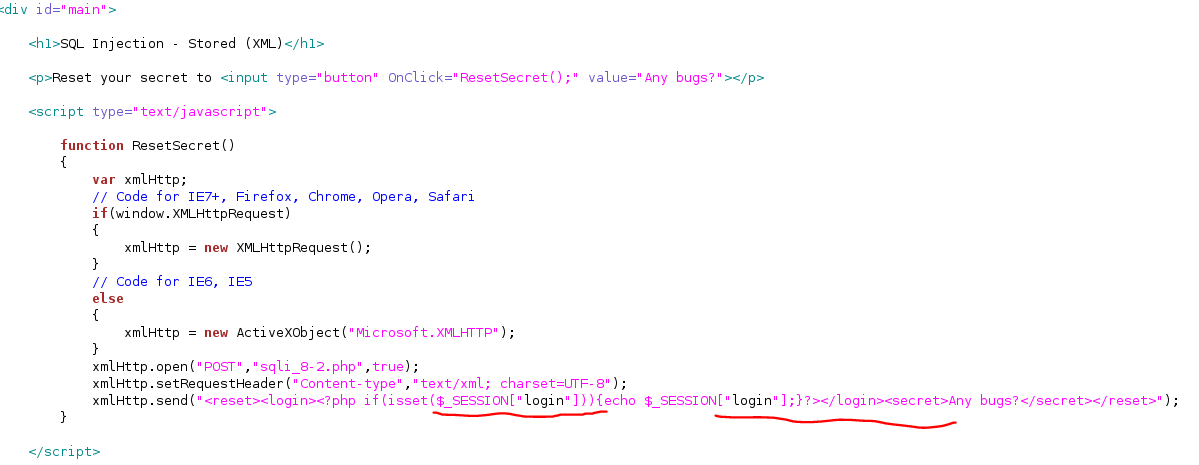 <div id="main">
<h1>SQL Injection - Stored (XML)</h1>
<p>Reset your secret to <input type="button" OnClick="ResetSecret();" value="Any bugs?"></p>
<script type="text/javascript">
function ResetSecret()
{
var xmlHttp;
// Code for IE7+, Firefox, Chrome, Opera, Safari
if(window.XMLHttpRequest)
{
xmlHttp = new XMLHttpRequest();
}
// Code for IE6, IE5
else
{
xmlHttp = new ActiveXObject("Microsoft.XMLHTTP");
}
xmlHttp.open("POST","sqli_8-2.php",true);
xmlHttp.setRequestHeader("Content-type","text/xml; charset=UTF-8");
xmlHttp.send("<reset><login><?php if(isset($_SESSION["login"])){echo $_SESSION["login"];}?></login><secret>Any bugs?</secret></reset>");
}
</script>